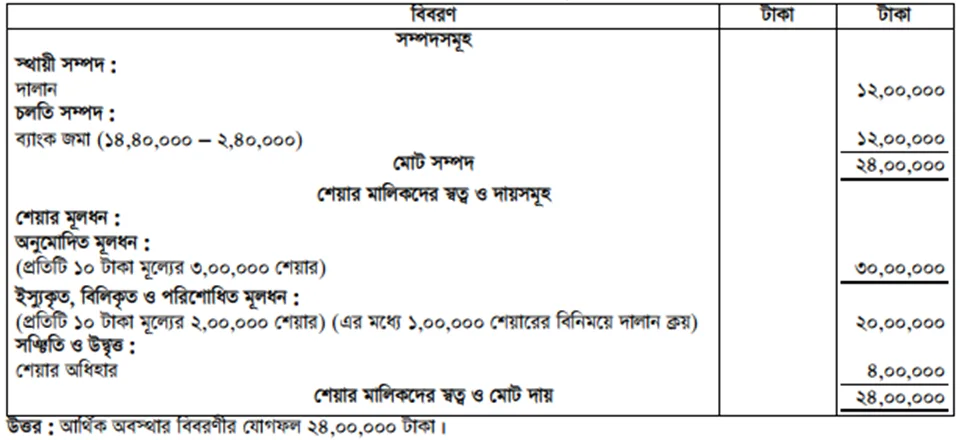 বিবরণ টাকা টাকা
সম্পদসমূহ
স্থায়ী সম্পদ :
দালান ১২,০০,০০০
চলতি সম্পদ :
ব্যাংক জমা (১৪,৪০,০০০ – ২,৪০,০০০) ১২,০০,০০০
মোট সম্পদ ২৪,০০,০০০
শেয়ার মালিকদের স্বত্ব ও দায়সমূহ
শেয়ার মূলধন :
অনুমোদিত মূলধন :
(প্রতিটি ১০ টাকা মূল্যের ৩,০০,০০০ শেয়ার) ৩০,০০,০০০
ইস্যুকৃত, বিলিকৃত ও পরিশোধিত মূলধন :
(প্রতিটি ১০ টাকা মূল্যের ২,০০,০০০ শেয়ার) (এর মধ্যে ১,০০,০০০ শেয়ারের বিনিময়ে দালান ক্রয়) ২০,০০,০০০
সঞ্চিতি ও উদ্বৃত্ত :
শেয়ার অধিহার ৪,০০,০০০
শেয়ার মালিকদের স্বত্ব ও মোট দায় ২৪,০০,০০০
উত্তর : আর্থিক অবস্থার বিবরণীর যোগফল ২৪,০০,০০০ টাকা।